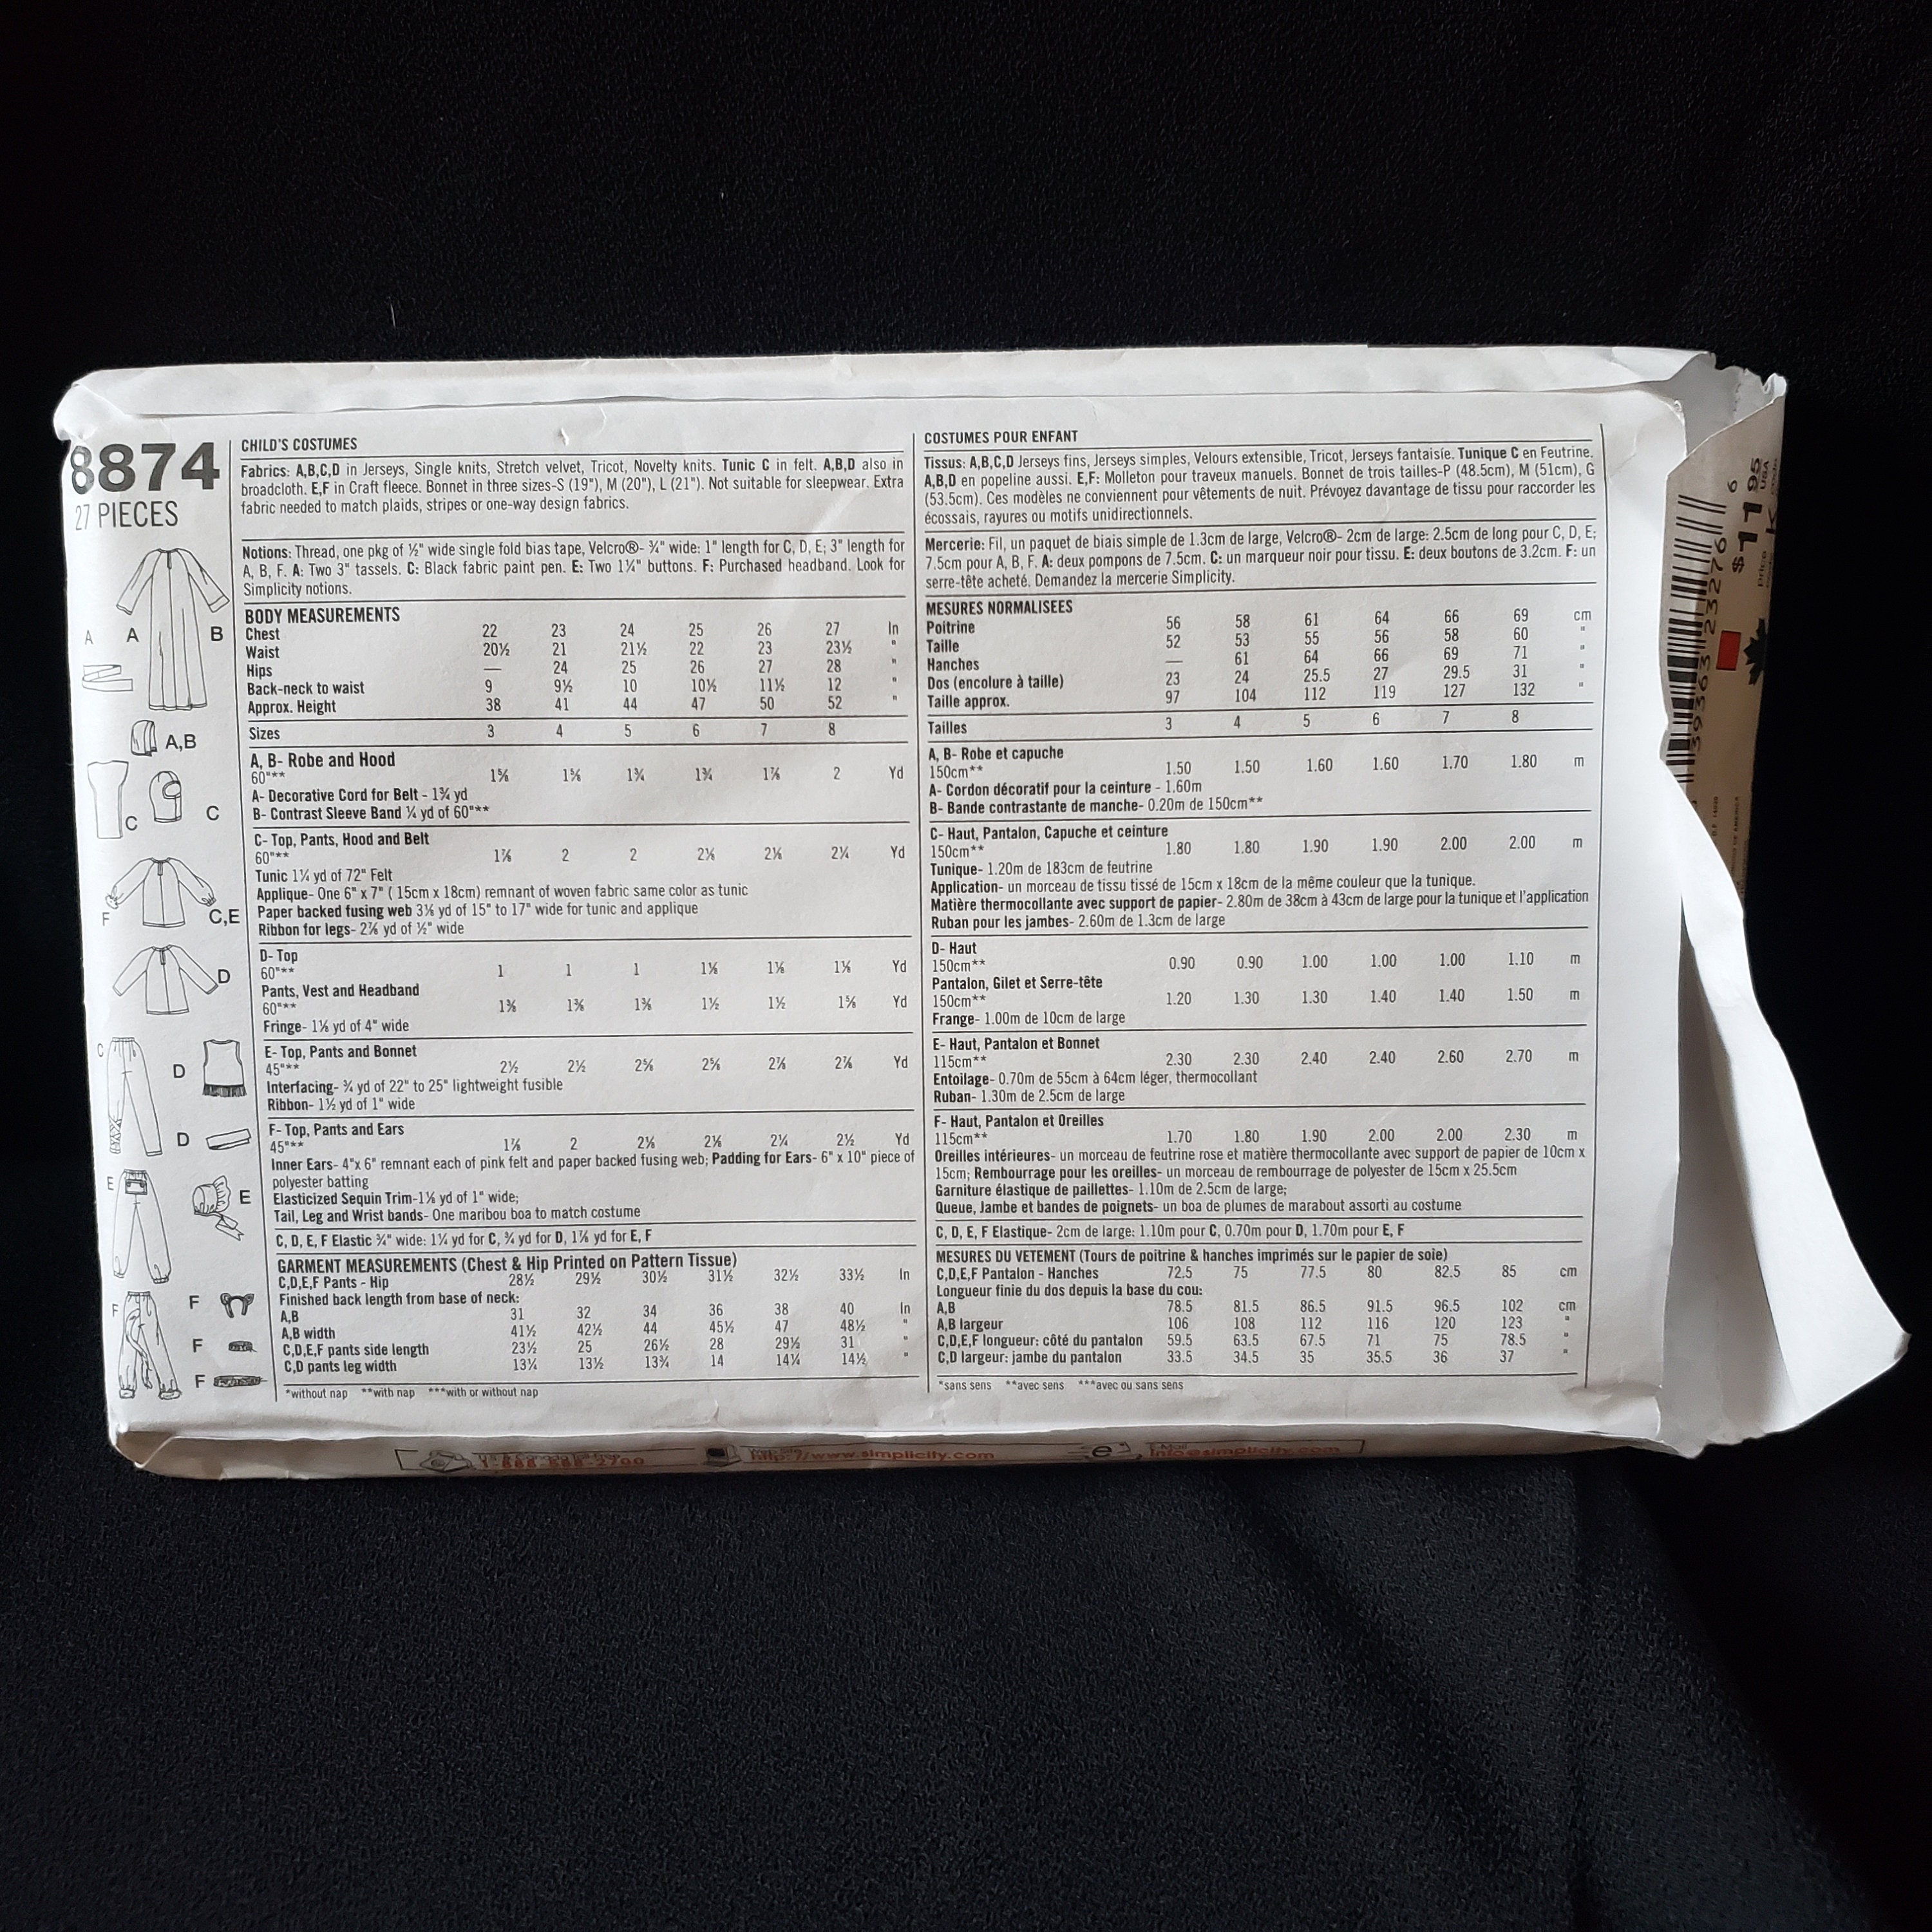 8874
27 PIECES
A A B
A,B
C C
F C,E
D
C D
D
E E
F F
F
F
CHILD'S COSTUMES
Fabrics: A,B,C,D in Jerseys, Single knits, Stretch velvet, Tricot, Novelty knits. Tunic C in felt. A,B,D also in
broadcloth. E,F in Craft fleece. Bonnet in three sizes-S (19"), M (20"), L (21"). Not suitable for sleepwear. Extra
fabric needed to match plaids, stripes or one-way design fabrics.
Notions: Thread, one pkg of ½" wide single fold bias tape, Velcro®- ¾" wide: 1" length for C, D, E; 3" length for
A, B, F. A: Two 3" tassels. C: Black fabric paint pen. E: Two 1¼" buttons. F: Purchased headband. Look for
Simplicity notions.
BODY MEASUREMENTS
Chest 22 23 24 25 26 27 In
Waist 20½ 21 21½ 22 23 23½ "
Hips — 24 25 26 27 28 "
Back-neck to waist 9 9½ 10 10½ 11½ 12 "
Approx. Height 38 41 44 47 50 52 "
Sizes 3 4 5 6 7 8
A, B- Robe and Hood
60"** 1⅝ 1⅝ 1¾ 1¾ 1⅞ 2 Yd
A- Decorative Cord for Belt - 1¾ yd
B- Contrast Sleeve Band ¼ yd of 60"**
C- Top, Pants, Hood and Belt
60"** 1⅞ 2 2 2⅛ 2⅛ 2¼ Yd
Tunic 1¼ yd of 72" Felt
Applique- One 6" x 7" ( 15cm x 18cm) remnant of woven fabric same color as tunic
Paper backed fusing web 3⅛ yd of 15" to 17" wide for tunic and applique
Ribbon for legs- 2⅞ yd of ½" wide
D- Top
60"** 1 1 1 1⅛ 1⅛ 1⅛ Yd
Pants, Vest and Headband
60"** 1⅜ 1⅜ 1⅜ 1½ 1½ 1⅝ Yd
Fringe- 1⅛ yd of 4" wide
E- Top, Pants and Bonnet
45"** 2½ 2½ 2⅝ 2⅝ 2⅞ 2⅞ Yd
Interfacing- ¾ yd of 22" to 25" lightweight fusible
Ribbon- 1½ yd of 1" wide
F- Top, Pants and Ears
45"** 1⅞ 2 2⅛ 2⅛ 2¼ 2½ Yd
Inner Ears- 4"x 6" remnant each of pink felt and paper backed fusing web; Padding for Ears- 6" x 10" piece of
polyester batting
Elasticized Sequin Trim-1⅛ yd of 1" wide;
Tail, Leg and Wrist bands- One maribou boa to match costume
C, D, E, F Elastic ¾" wide: 1¼ yd for C, ¾ yd for D, 1⅞ yd for E, F
GARMENT MEASUREMENTS (Chest & Hip Printed on Pattern Tissue)
C,D,E,F Pants - Hip 28½ 29½ 30½ 31½ 32½ 33½ In
Finished back length from base of neck:
A,B 31 32 34 36 38 40 In
A,B width 41½ 42½ 44 45½ 47 48½ "
C,D,E,F pants side length 23½ 25 26½ 28 29½ 31 "
C,D pants leg width 13¼ 13½ 13¾ 14 14¼ 14½ "
*without nap **with nap ***with or without nap
COSTUMES POUR ENFANT
Tissus: A,B,C,D Jerseys fins, Jerseys simples, Velours extensible, Tricot, Jerseys fantaisie. Tunique C en Feutrine.
A,B,D en popeline aussi. E,F: Molleton pour traveux manuels. Bonnet de trois tailles-P (48.5cm), M (51cm), G
(53.5cm). Ces modèles ne conviennent pour vêtements de nuit. Prévoyez davantage de tissu pour raccorder les
écossais, rayures ou motifs unidirectionnels.
Mercerie: Fil, un paquet de biais simple de 1.3cm de large, Velcro®- 2cm de large: 2.5cm de long pour C, D, E;
7.5cm pour A, B, F. A: deux pompons de 7.5cm. C: un marqueur noir pour tissu. E: deux boutons de 3.2cm. F: un
serre-tête acheté. Demandez la mercerie Simplicity.
MESURES NORMALISEES
Poitrine 56 58 61 64 66 69 cm
Taille 52 53 55 56 58 60 "
Hanches — 61 64 66 69 71 "
Dos (encolure à taille) 23 24 25.5 27 29.5 31 "
Taille approx. 97 104 112 119 127 132 "
Tailles 3 4 5 6 7 8
A, B- Robe et capuche
150cm** 1.50 1.50 1.60 1.60 1.70 1.80 m
A- Cordon décoratif pour la ceinture - 1.60m
B- Bande contrastante de manche- 0.20m de 150cm**
C- Haut, Pantalon, Capuche et ceinture
150cm** 1.80 1.80 1.90 1.90 2.00 2.00 m
Tunique- 1.20m de 183cm de feutrine
Application- un morceau de tissu tissé de 15cm x 18cm de la même couleur que la tunique.
Matière thermocollante avec support de papier- 2.80m de 38cm à 43cm de large pour la tunique et l'application
Ruban pour les jambes- 2.60m de 1.3cm de large
D- Haut
150cm** 0.90 0.90 1.00 1.00 1.00 1.10 m
Pantalon, Gilet et Serre-tête
150cm** 1.20 1.30 1.30 1.40 1.40 1.50 m
Frange- 1.00m de 10cm de large
E- Haut, Pantalon et Bonnet
115cm** 2.30 2.30 2.40 2.40 2.60 2.70 m
Entoilage- 0.70m de 55cm à 64cm léger, thermocollant
Ruban- 1.30m de 2.5cm de large
F- Haut, Pantalon et Oreilles
115cm** 1.70 1.80 1.90 2.00 2.00 2.30 m
Oreilles intérieures- un morceau de feutrine rose et matière thermocollante avec support de papier de 10cm x
15cm; Rembourrage pour les oreilles- un morceau de rembourrage de polyester de 15cm x 25.5cm
Garniture élastique de paillettes- 1.10m de 2.5cm de large;
Queue, Jambe et bandes de poignets- un boa de plumes de marabout assorti au costume
C, D, E, F Elastique- 2cm de large: 1.10m pour C, 0.70m pour D, 1.70m pour E, F
MESURES DU VETEMENT (Tours de poitrine & hanches imprimés sur le papier de soie)
C,D,E,F Pantalon - Hanches 72.5 75 77.5 80 82.5 85 cm
Longueur finie du dos depuis la base du cou:
A,B 78.5 81.5 86.5 91.5 96.5 102 cm
A,B largeur 106 108 112 116 120 123 "
C,D,E,F longueur: côté du pantalon 59.5 63.5 67.5 71 75 78.5 "
C,D largeur: jambe du pantalon 33.5 34.5 35 35.5 36 37 "
*sans sens **avec sens ***avec ou sans sens
39363 23276 6
$11.95
USA
Price
K
1-888-588-2700
http://www.simplicity.com
E-Mail
info@simplicity.com